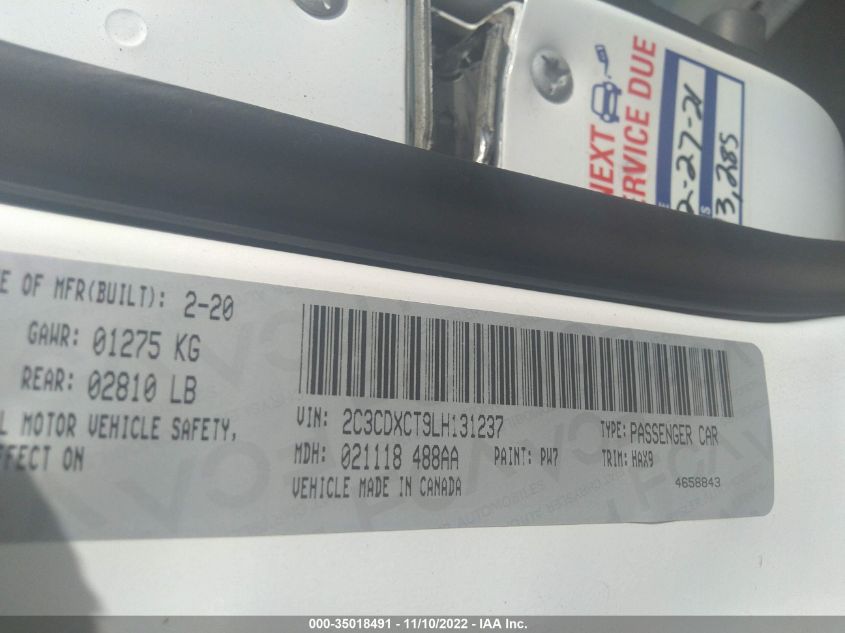 NEXT
SERVICE DUE
2-27-21
3,285
E OF MFR(BUILT): 2-20
GAWR: 01275 KG
REAR: 02810 LB
L MOTOR VEHICLE SAFETY,
FFECT ON
VIN: 2C3CDXCT9LH131237
TYPE: PASSENGER CAR
MDH: 021118 488AA
PAINT: PW7
TRIM: HAX9
VEHICLE MADE IN CANADA
4658843
000-35018491 - 11/10/2022 - IAA Inc.